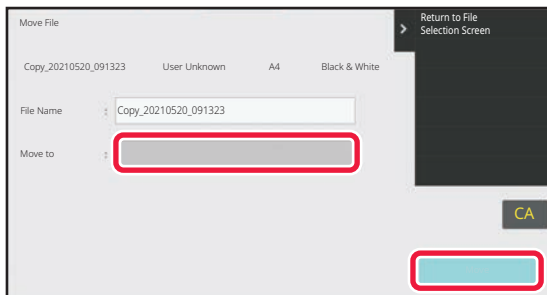 Move File
Return to File
Selection Screen
Copy_20210520_091323 User Unknown A4 Black & White
File Name : Copy_20210520_091323
Move to :
CA